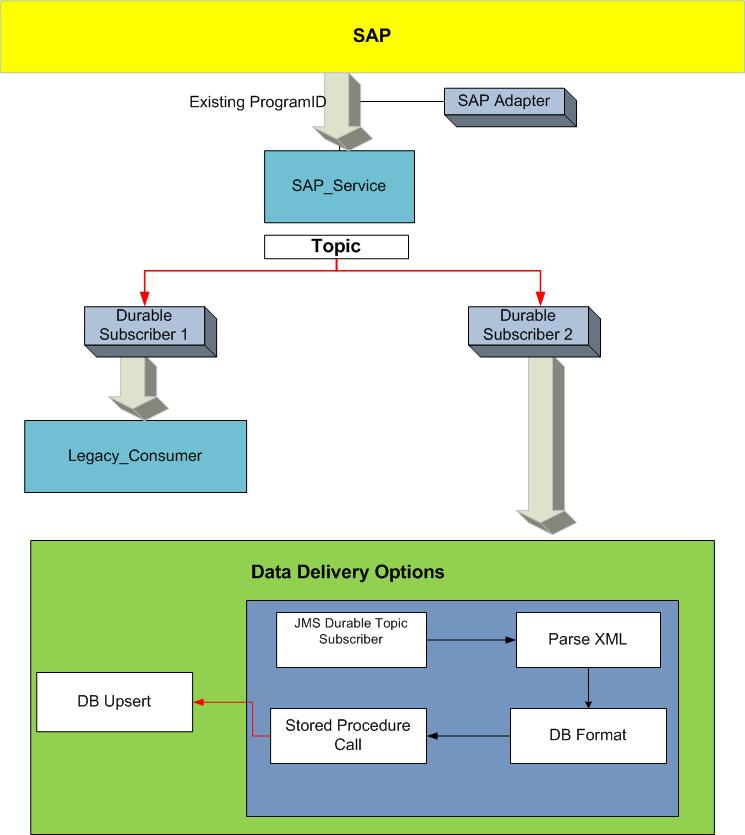 SAP
Existing ProgramID
SAP Adapter
SAP_Service
Topic
Durable
Subscriber 1
Durable
Subscriber 2
Legacy_Consumer
Data Delivery Options
JMS Durable Topic
Subscriber
Parse XML
DB Upsert
Stored Procedure
Call
DB Format